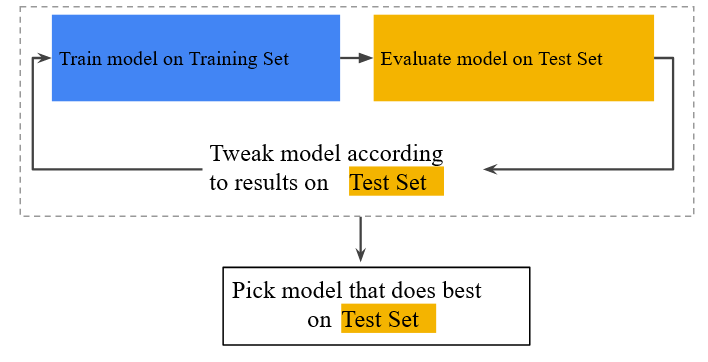 Train model on Training Set
Evaluate model on Test Set
Tweak model according
to results on Test Set
Pick model that does best
on Test Set